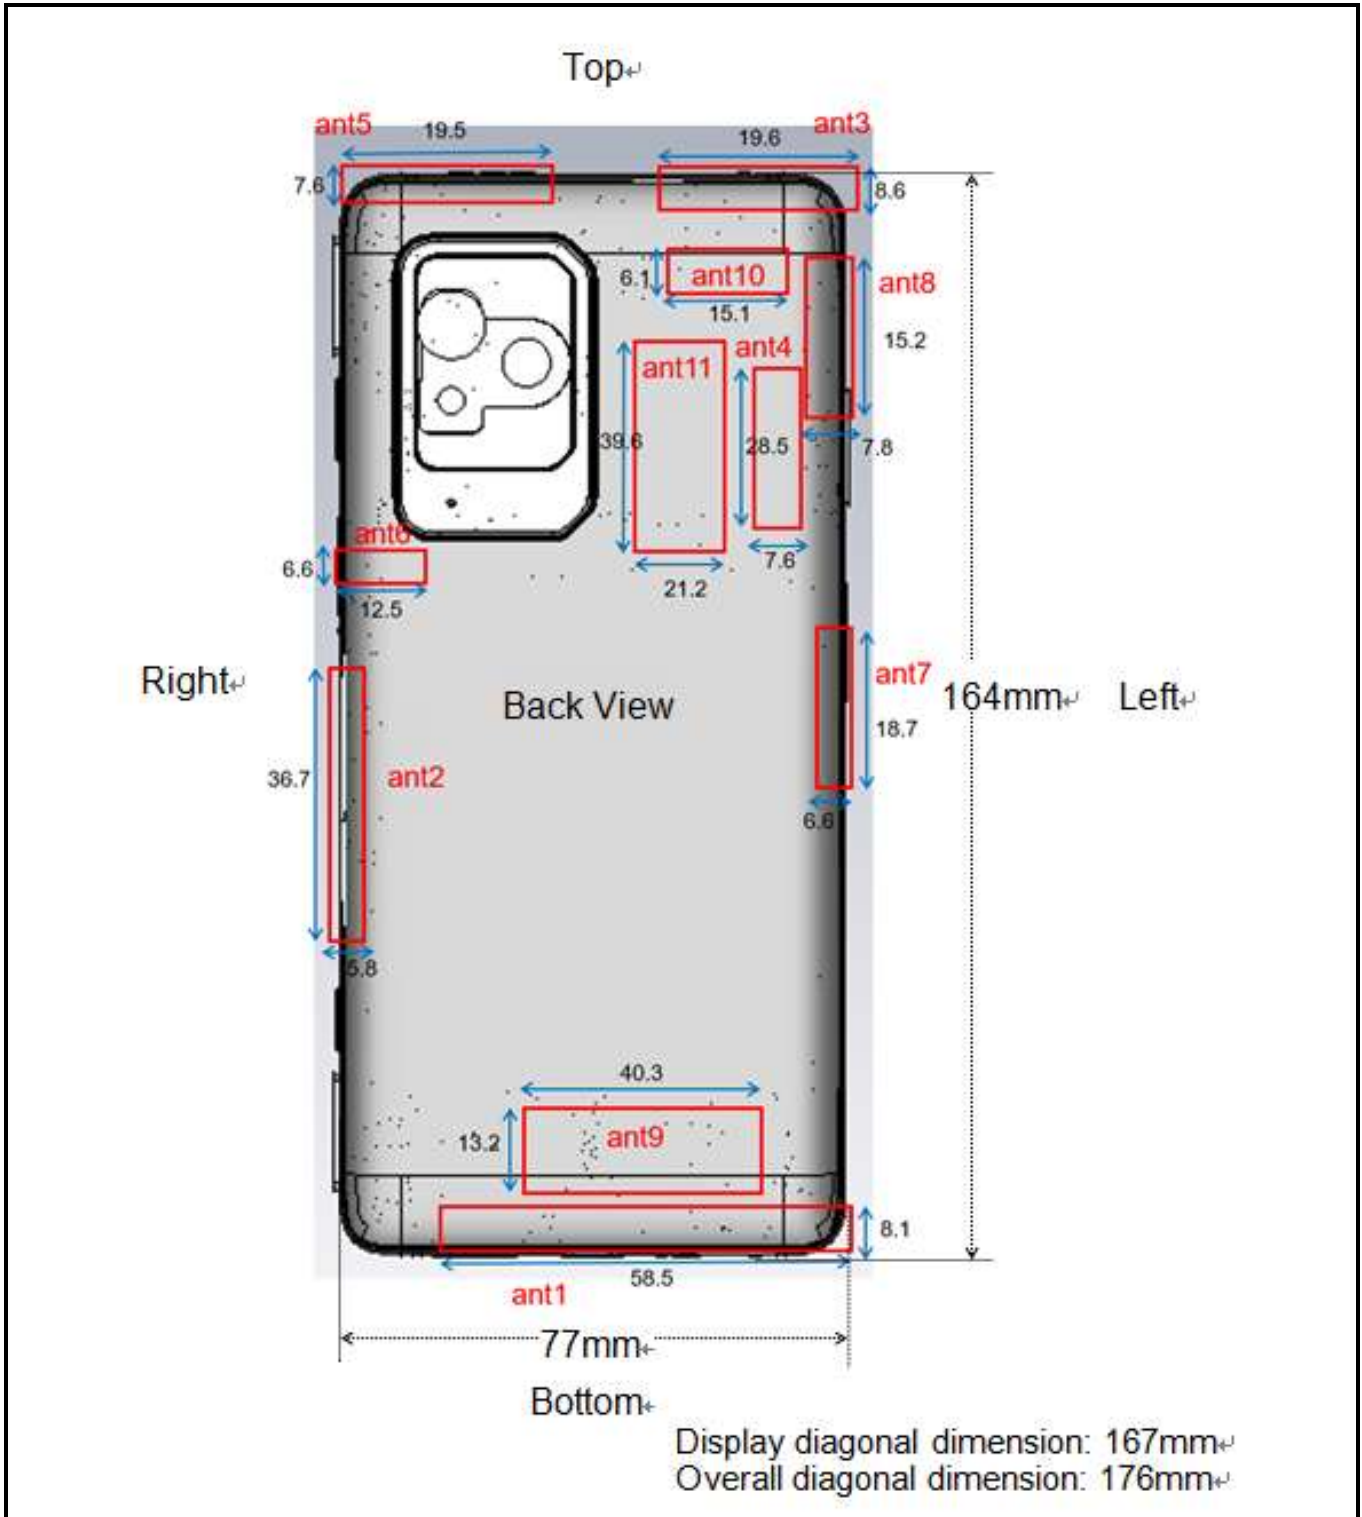 Top↵
ant5
19.5
19.6
ant3
7.6
8.6
6.1
ant10
15.1
ant8
15.2
ant4
ant11
39.6
28.5
7.8
7.6
21.2
ant6
6.6
12.5
Right↵
Back View
ant7
164mm↵
Left↵
18.7
36.7
ant2
6.6
5.8
40.3
13.2
ant9
8.1
58.5
ant1
77mm↵
Bottom↵
Display diagonal dimension: 167mm↵
Overall diagonal dimension: 176mm↵